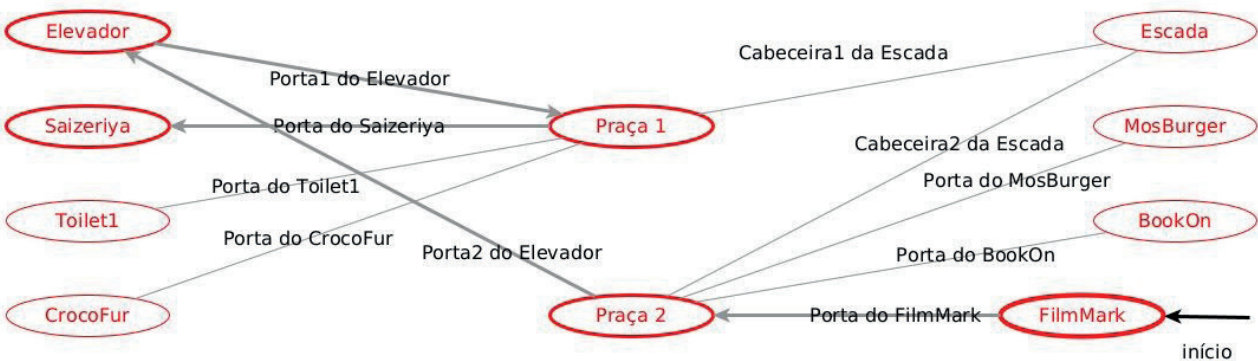 Elevador
Escada
Cabeceira1 da Escada
Porta1 do Elevador
Saizeriya
Porta do Saizeriya
Praça 1
MosBurger
Cabeceira2 da Escada
Porta do MosBurger
Porta do Toilet1
Toilet1
BookOn
Porta do CrocoFur
Porta2 do Elevador
Porta do BookOn
CrocoFur
Praça 2
Porta do FilmMark
FilmMark
início